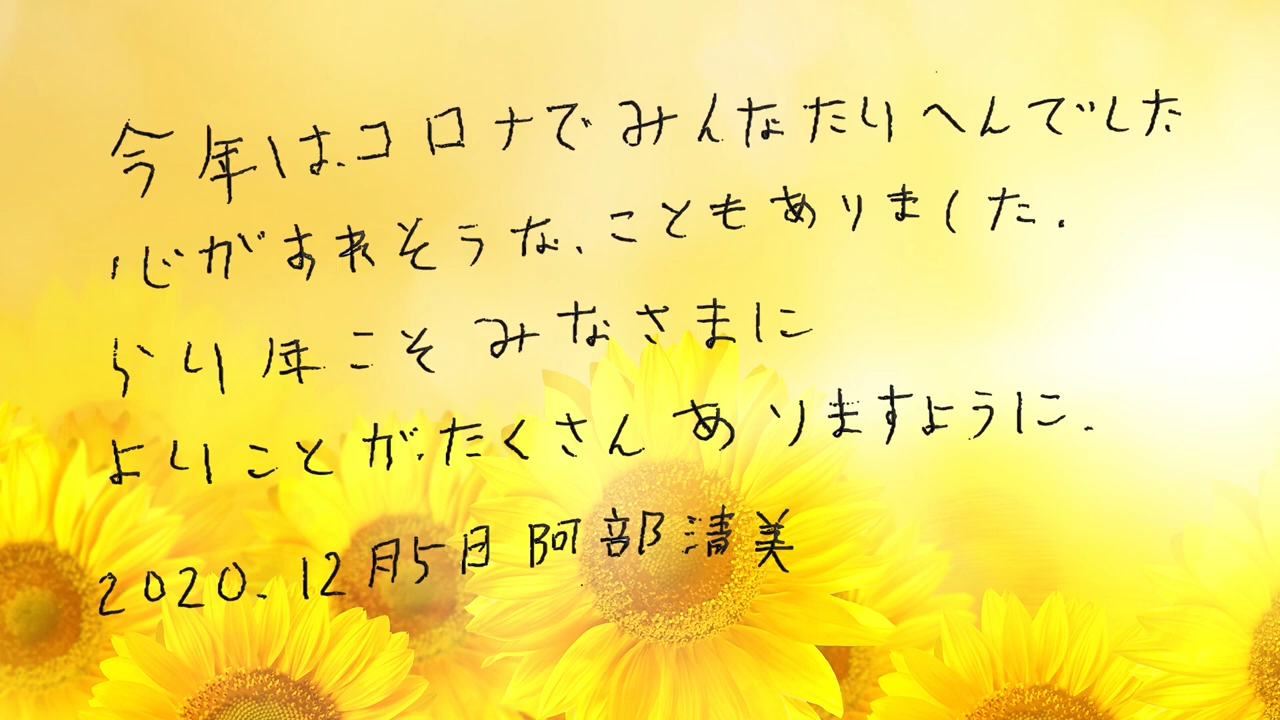 今年は、コロナでみんなたいへんでした
心があれそうな、こともありました.
らい年こそみなさまに
よいことが、たくさんありますように.
2020.12月5日 阿部清美